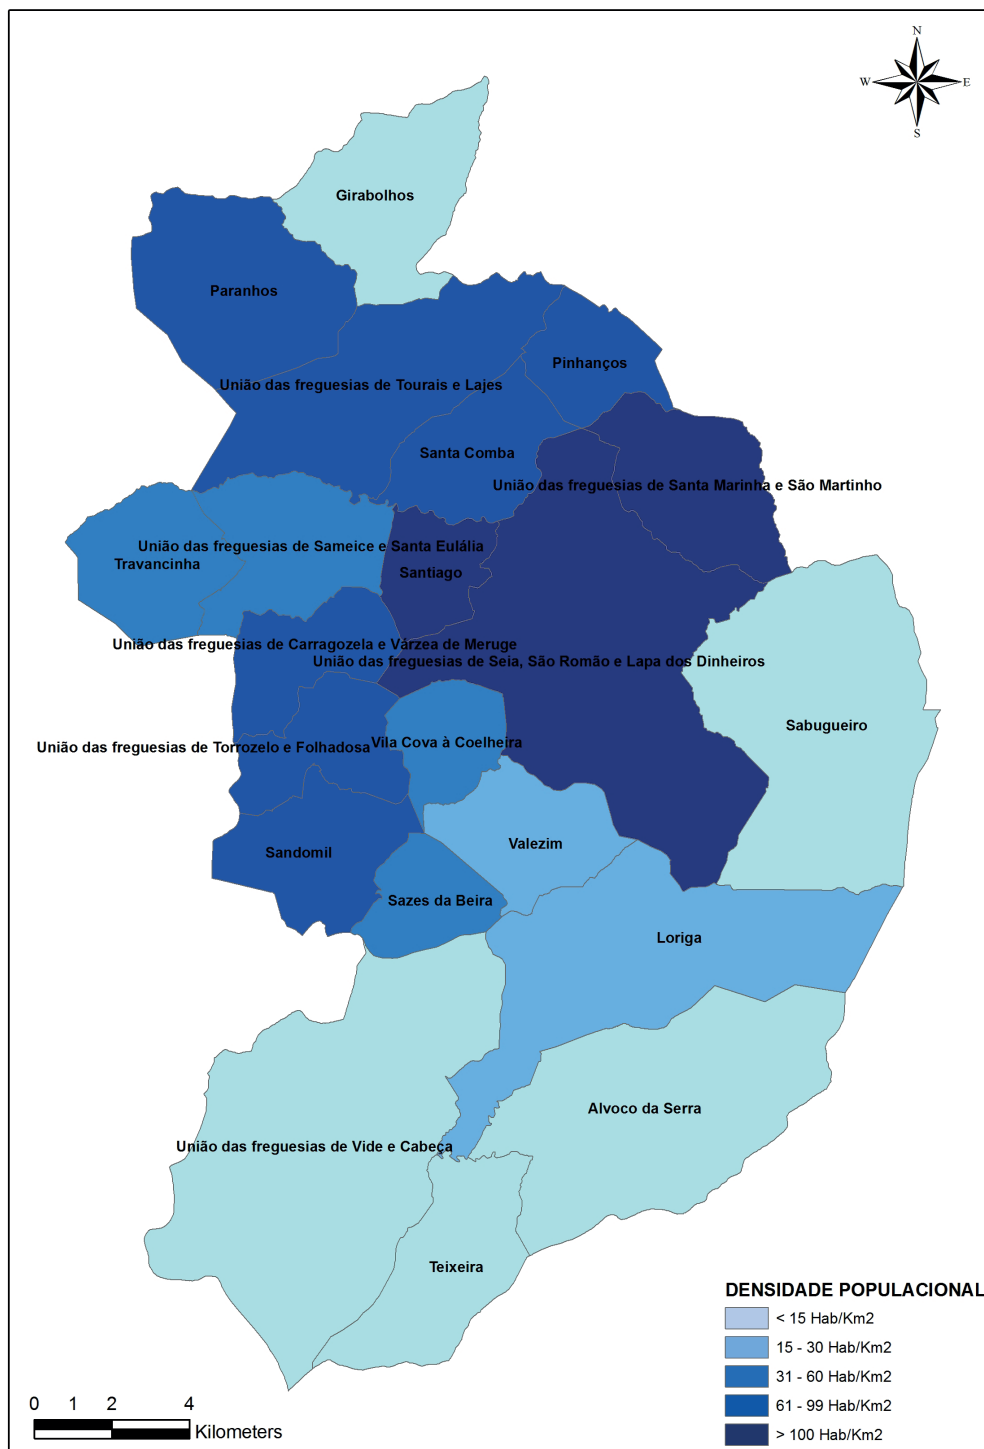 N
W
E
S
Girabolhos
Paranhos
Pinhanços
União das freguesias de Tourais e Lajes
Santa Comba
União das freguesias de Santa Marinha e São Martinho
União das freguesias de Sameice e Santa Eulália
Travancinha
Santiago
União das freguesias de Carragozela e Várzea de Meruge
União das freguesias de Seia, São Romão e Lapa dos Dinheiros
Sabugueiro
União das freguesias de Torrozelo e Folhadosa
Vila Cova à Coelheira
Valezim
Sandomil
Sazes da Beira
Loriga
Alvoco da Serra
União das freguesias de Vide e Cabeça
Teixeira
DENSIDADE POPULACIONAL
< 15 Hab/Km2
15 - 30 Hab/Km2
31 - 60 Hab/Km2
61 - 99 Hab/Km2
> 100 Hab/Km2
0 1 2 4
Kilometers